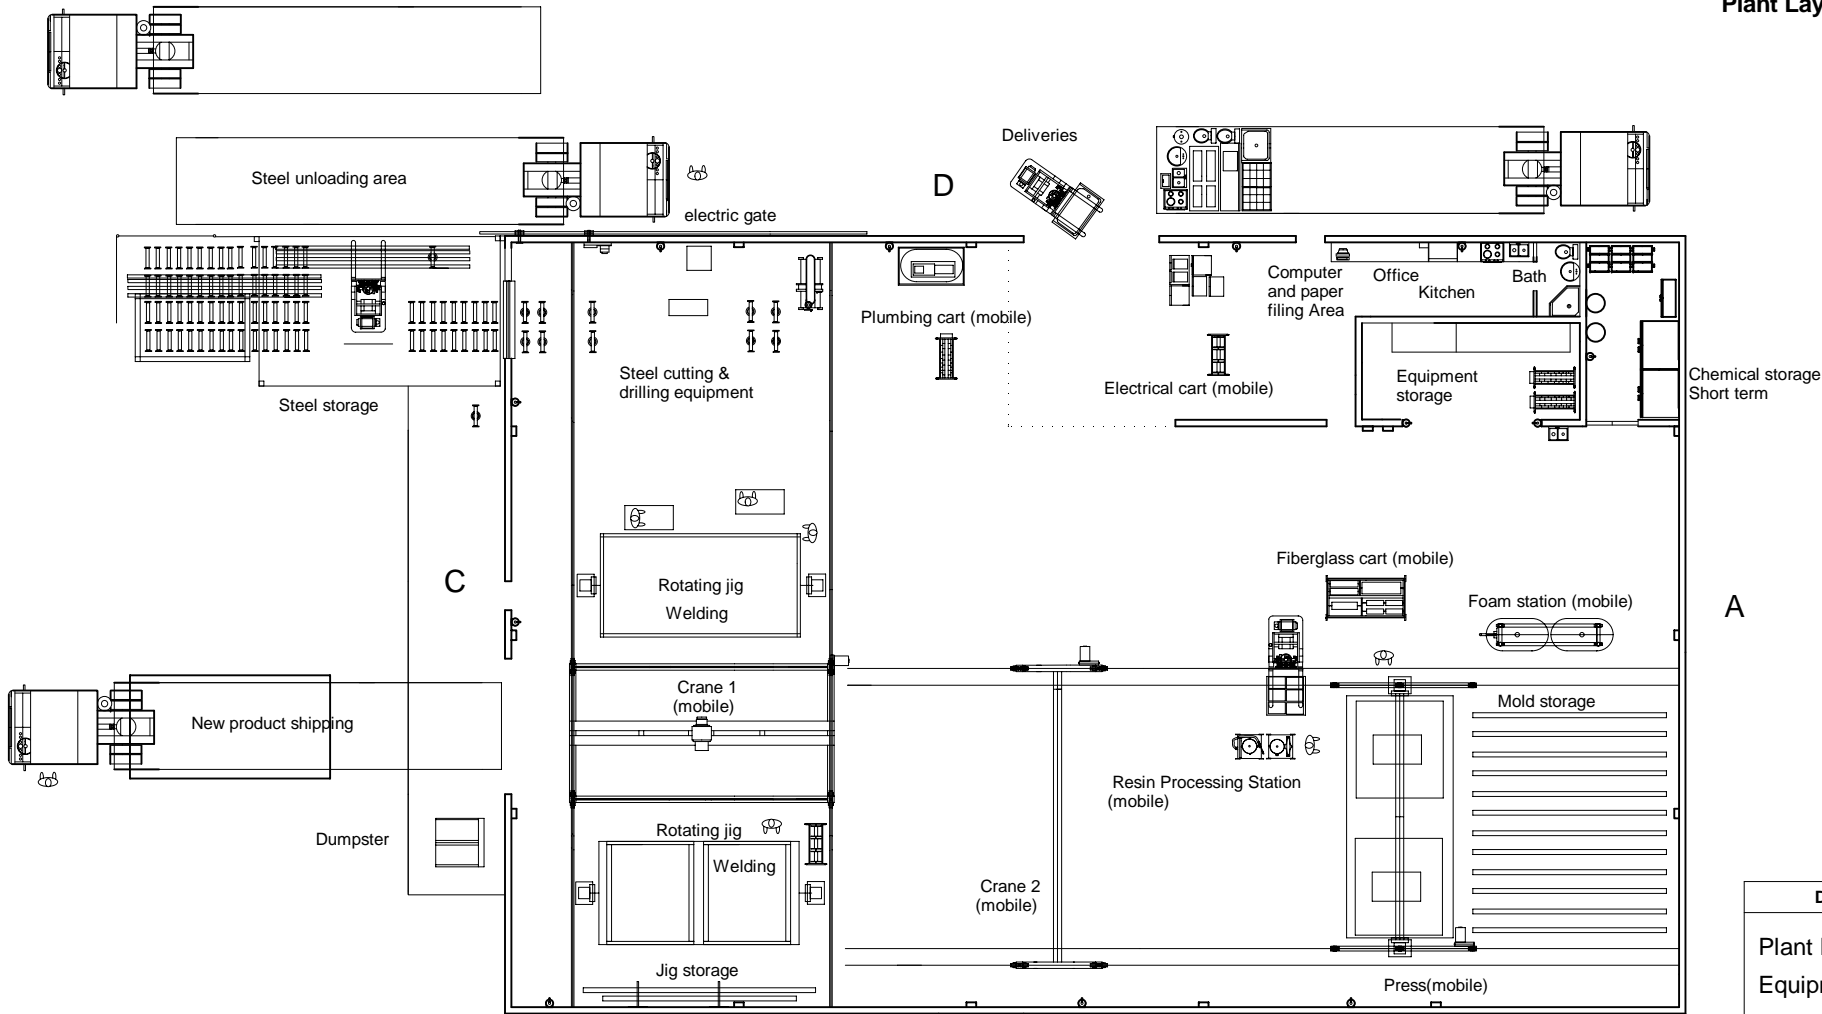 Plant Lay
Deliveries
Steel unloading area
D
electric gate
Computer
and paper
filing Area
Office
Kitchen
Bath
Plumbing cart (mobile)
Steel cutting &
drilling equipment
Electrical cart (mobile)
Equipment
storage
Chemical storage
Short term
Steel storage
Fiberglass cart (mobile)
C
Rotating jig
Welding
Foam station (mobile)
A
Crane 1
(mobile)
Mold storage
New product shipping
Resin Processing Station
(mobile)
Dumpster
Rotating jig
Welding
Crane 2
(mobile)
Jig storage
Press(mobile)
D
Plant
Equip